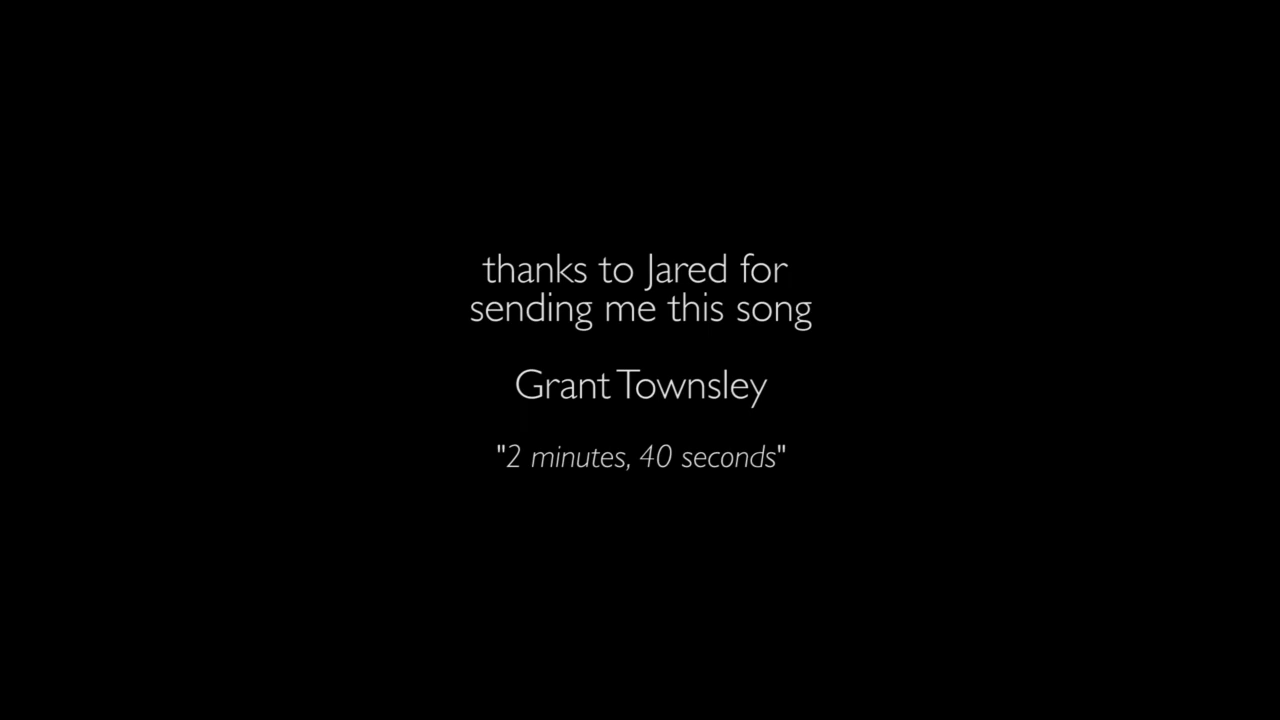 thanks to Jared for
sending me this song
Grant Townsley
"2 minutes, 40 seconds"